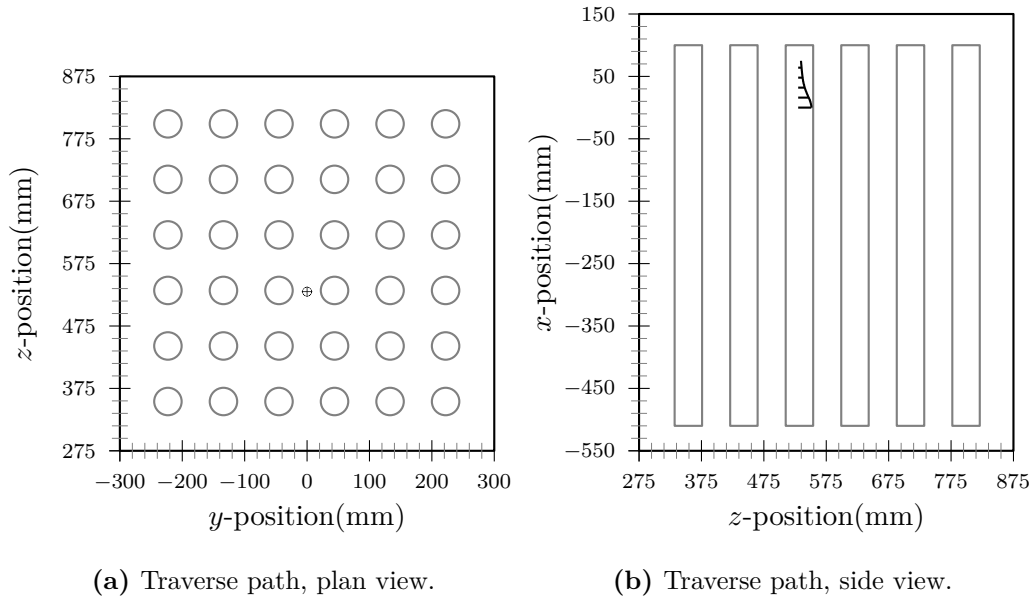 875
775
675
575
475
375
275
−300 −200 −100 0 100 200 300
z-position(mm)
y-position(mm)
(a) Traverse path, plan view.
150
50
−50
−150
−250
−350
−450
−550
275 375 475 575 675 775 875
x-position(mm)
z-position(mm)
(b) Traverse path, side view.